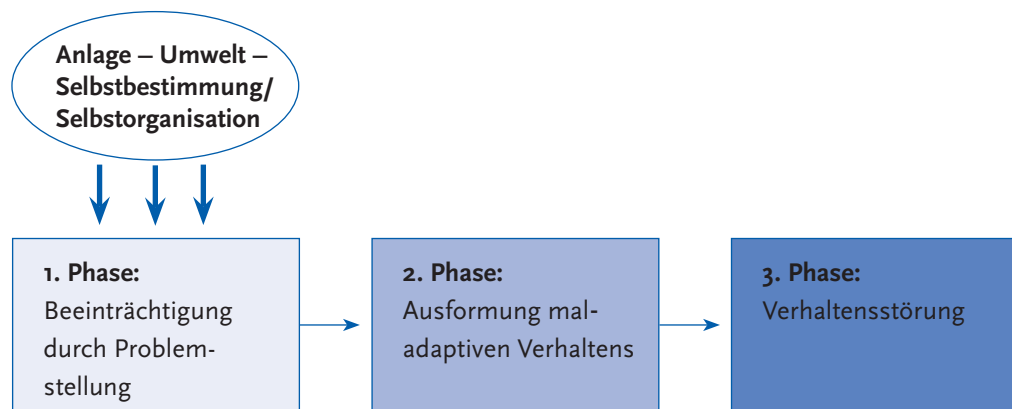 Anlage – Umwelt –
Selbstbestimmung/
Selbstorganisation
1. Phase:
Beeinträchtigung
durch Problem-
stellung
2. Phase:
Ausformung mal-
adaptiven Verhaltens
3. Phase:
Verhaltensstörung